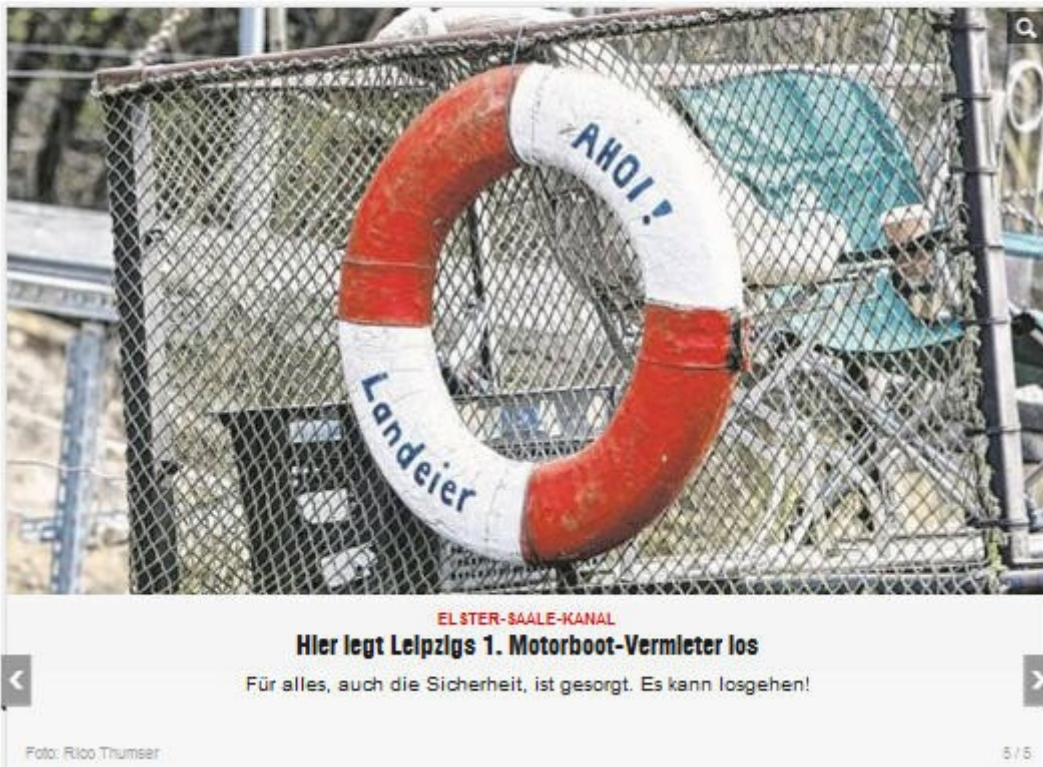 AHOI!
Landeier
ELSTER-SAALE-KANAL
Hier legt Leipzigs 1. Motorboot-Vermieter los
Für alles, auch die Sicherheit, ist gesorgt. Es kann losgehen!
Foto: Rico Thumser
5/5